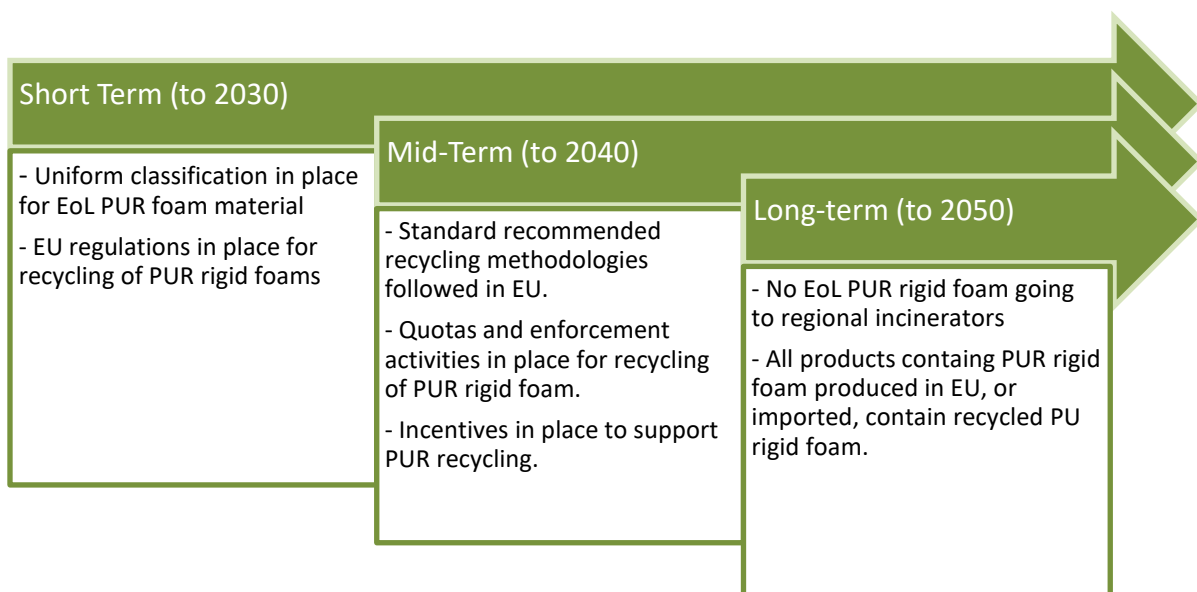 Short Term (to 2030)
- Uniform classification in place
for EoL PUR foam material
- EU regulations in place for
recycling of PUR rigid foams
Mid-Term (to 2040)
- Standard recommended
recycling methodologies
followed in EU.
- Quotas and enforcement
activities in place for recycling
of PUR rigid foam.
- Incentives in place to support
PUR recycling.
Long-term (to 2050)
- No EoL PUR rigid foam going
to regional incinerators
- All products containg PUR rigid
foam produced in EU, or
imported, contain recycled PU
rigid foam.